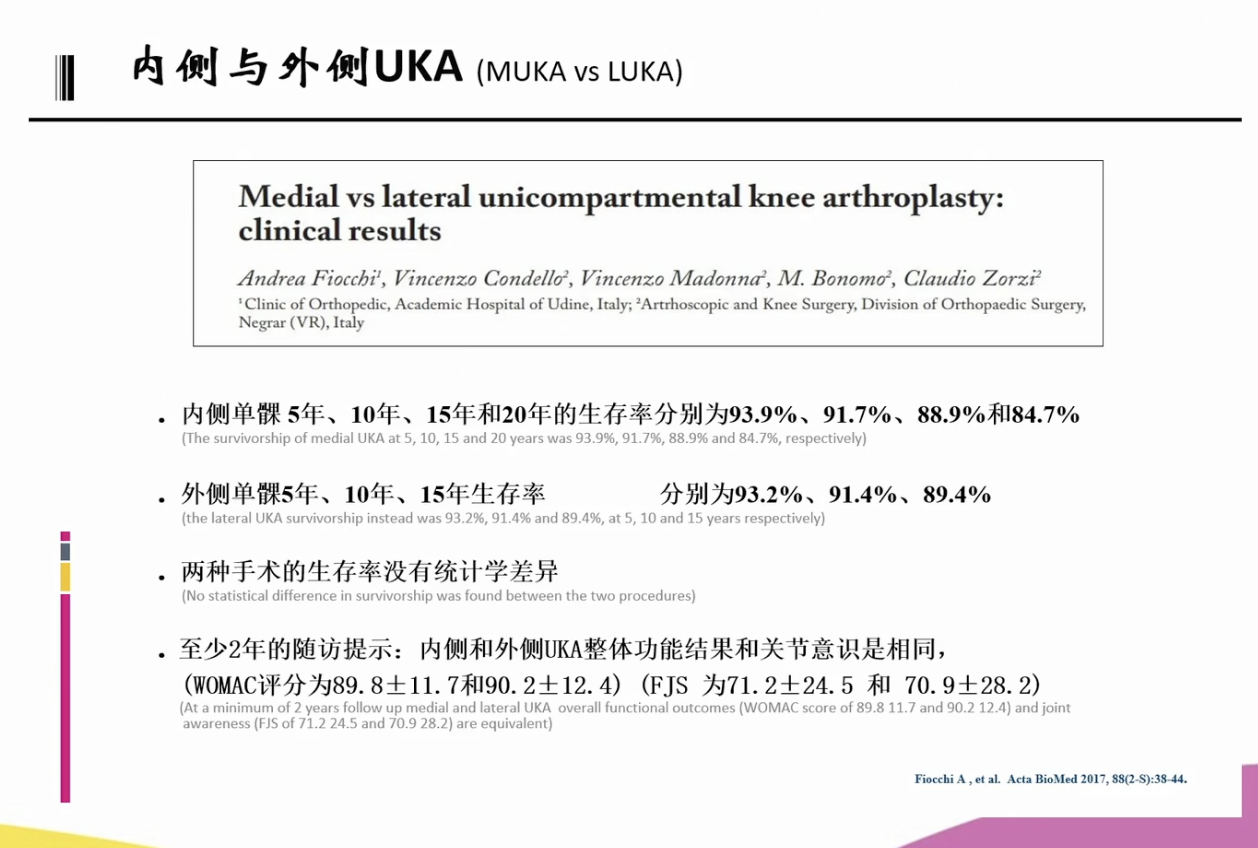 内侧与外侧UKA (MUKA vs LUKA)
Medial vs lateral unicompartmental knee arthroplasty:
clinical results
Andrea Fiocchi¹, Vincenzo Condello², Vincenzo Madonna², M. Bonomo², Claudio Zorzi²
¹Clinic of Orthopedic, Academic Hospital of Udine, Italy; ²Artrhoscopic and Knee Surgery, Division of Orthopaedic Surgery,
Negrar (VR), Italy
. 内侧单髁 5年、10年、15年和20年的生存率分别为93.9%、91.7%、88.9%和84.7%
(The survivorship of medial UKA at 5, 10, 15 and 20 years was 93.9%, 91.7%, 88.9% and 84.7%, respectively)
. 外侧单髁5年、10年、15年生存率 分别为93.2%、91.4%、89.4%
(the lateral UKA survivorship instead was 93.2%, 91.4% and 89.4%, at 5, 10 and 15 years respectively)
. 两种手术的生存率没有统计学差异
(No statistical difference in survivorship was found between the two procedures)
. 至少2年的随访提示：内侧和外侧UKA整体功能结果和关节意识是相同，
(WOMAC评分为89.8±11.7和90.2±12.4) (FJS 为71.2±24.5 和 70.9±28.2)
(At a minimum of 2 years follow up medial and lateral UKA overall functional outcomes (WOMAC score of 89.8 11.7 and 90.2 12.4) and joint
awareness (FJS of 71.2 24.5 and 70.9 28.2) are equivalent)
Fiocchi A , et al. Acta BioMed 2017, 88(2-S):38-44.